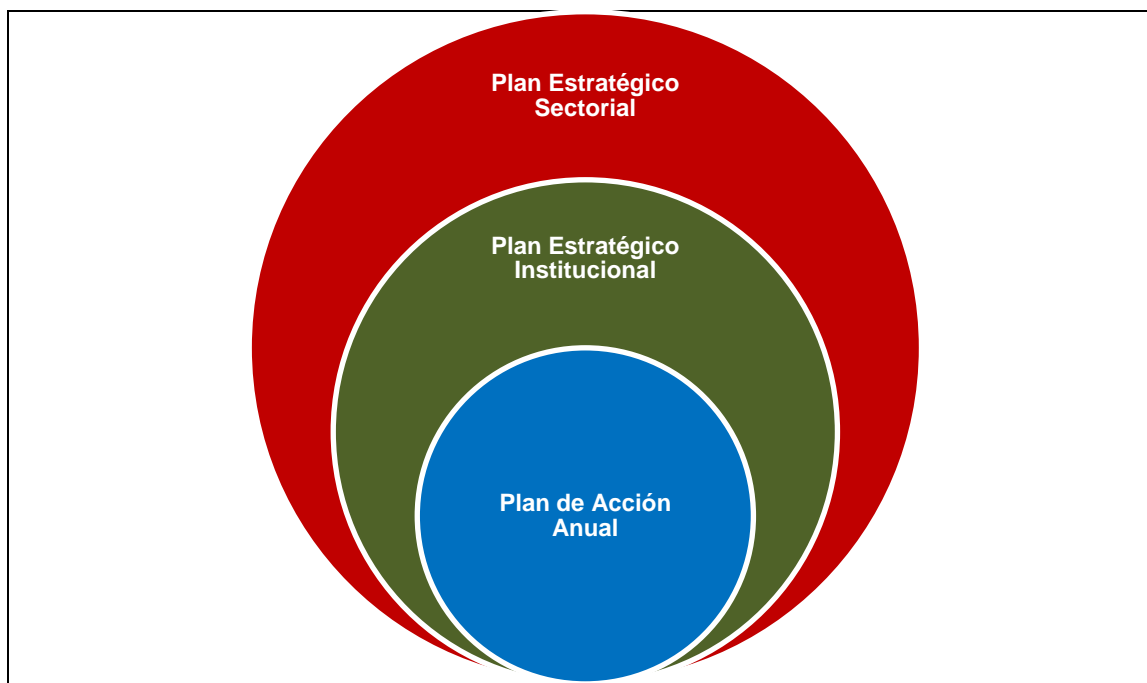 Plan Estratégico
Sectorial
Plan Estratégico
Institucional
Plan de Acción
Anual